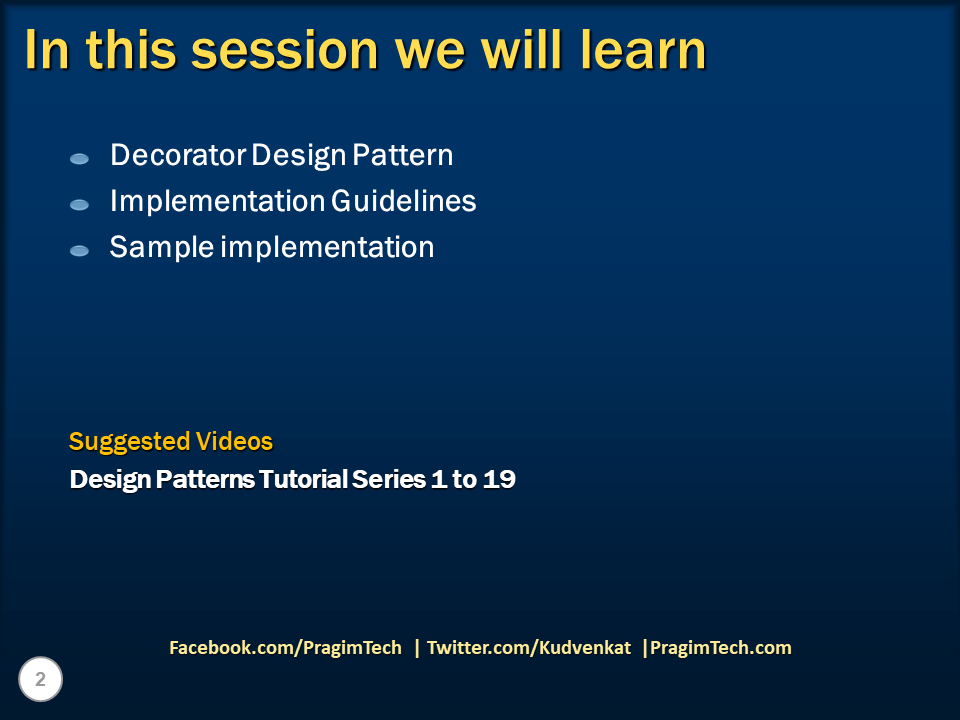 In this session we will learn
Decorator Design Pattern
Implementation Guidelines
Sample implementation
Suggested Videos
Design Patterns Tutorial Series 1 to 19
Facebook.com/PragimTech | Twitter.com/Kudvenkat |PragimTech.com
2